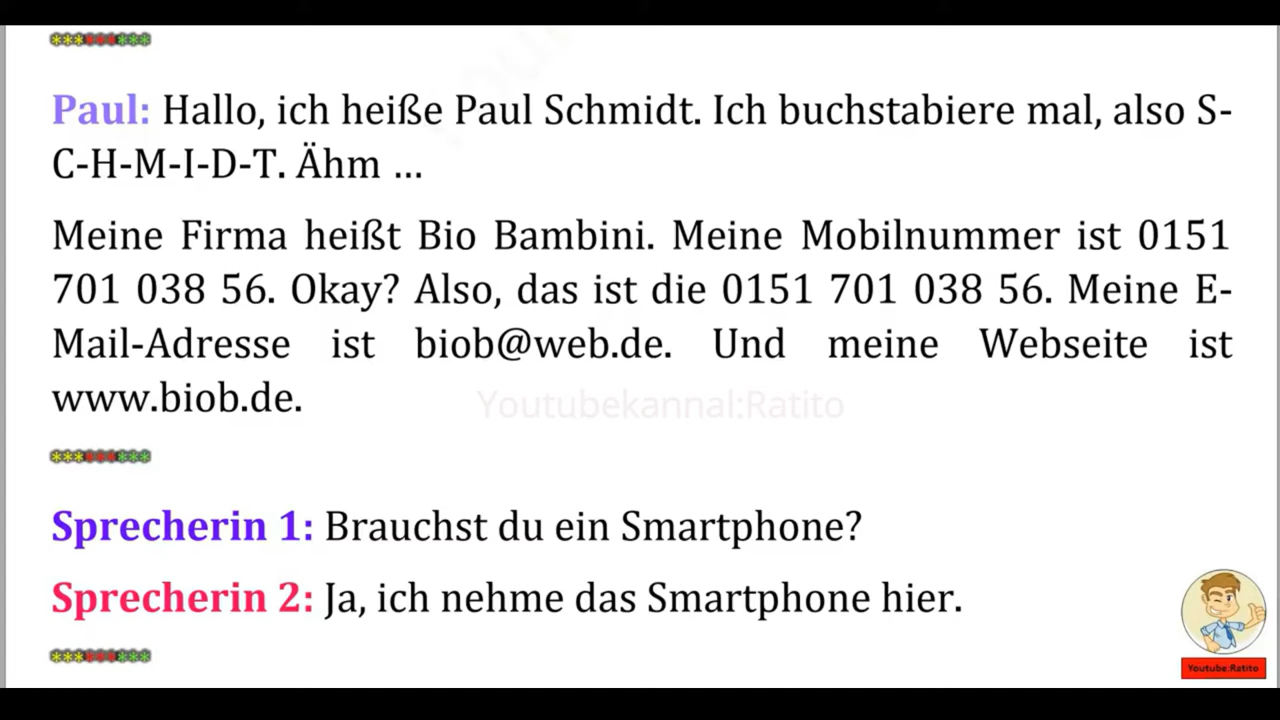 ******​***
Paul: Hallo, ich heiße Paul Schmidt. Ich buchstabiere mal, also S-
C-H-M-I-D-T. Ähm ...
Meine Firma heißt Bio Bambini. Meine Mobilnummer ist 0151
701 038 56. Okay? Also, das ist die 0151 701 038 56. Meine E-
Mail-Adresse ist biob@web.de. Und meine Webseite ist
www.biob.de.
Youtubekannal:Ratito
*********
Sprecherin 1: Brauchst du ein Smartphone?
Sprecherin 2: Ja, ich nehme das Smartphone hier.
*********
Youtube:Ratito